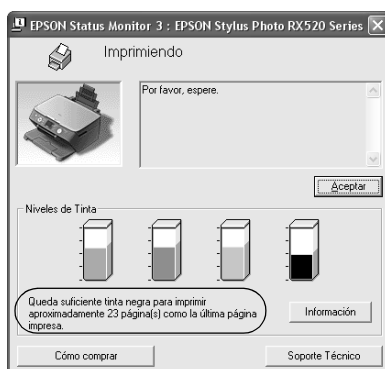 EPSON Status Monitor 3 : EPSON Stylus Photo RX520 Series
Imprimiendo
Por favor, espere.
Aceptar
Niveles de Tinta
Queda suficiente tinta negra para imprimir
aproximadamente 23 página(s) como la última página
impresa.
Información
Cómo comprar
Soporte Técnico